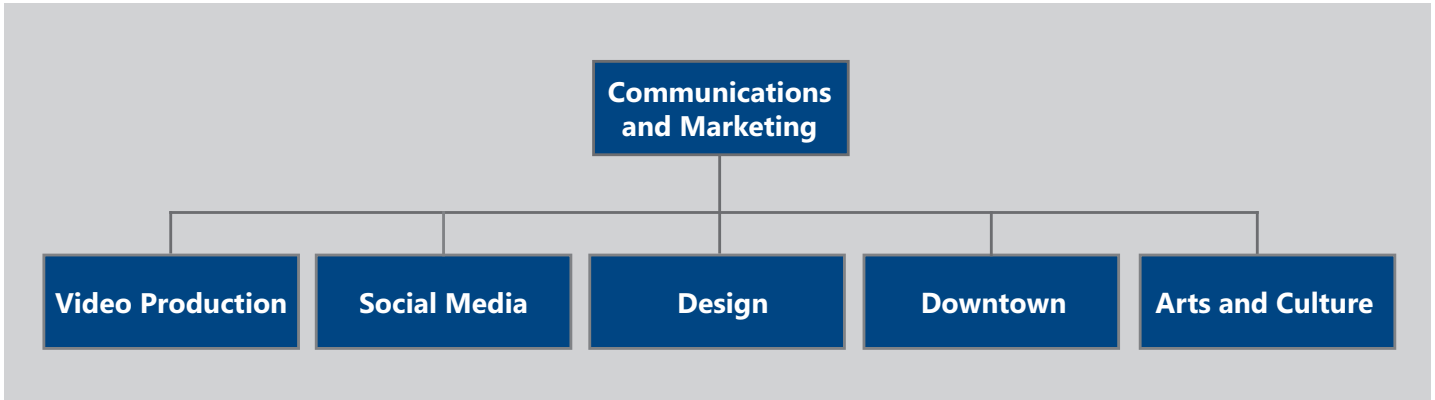 Communications
and Marketing
Video Production
Social Media
Design
Downtown
Arts and Culture